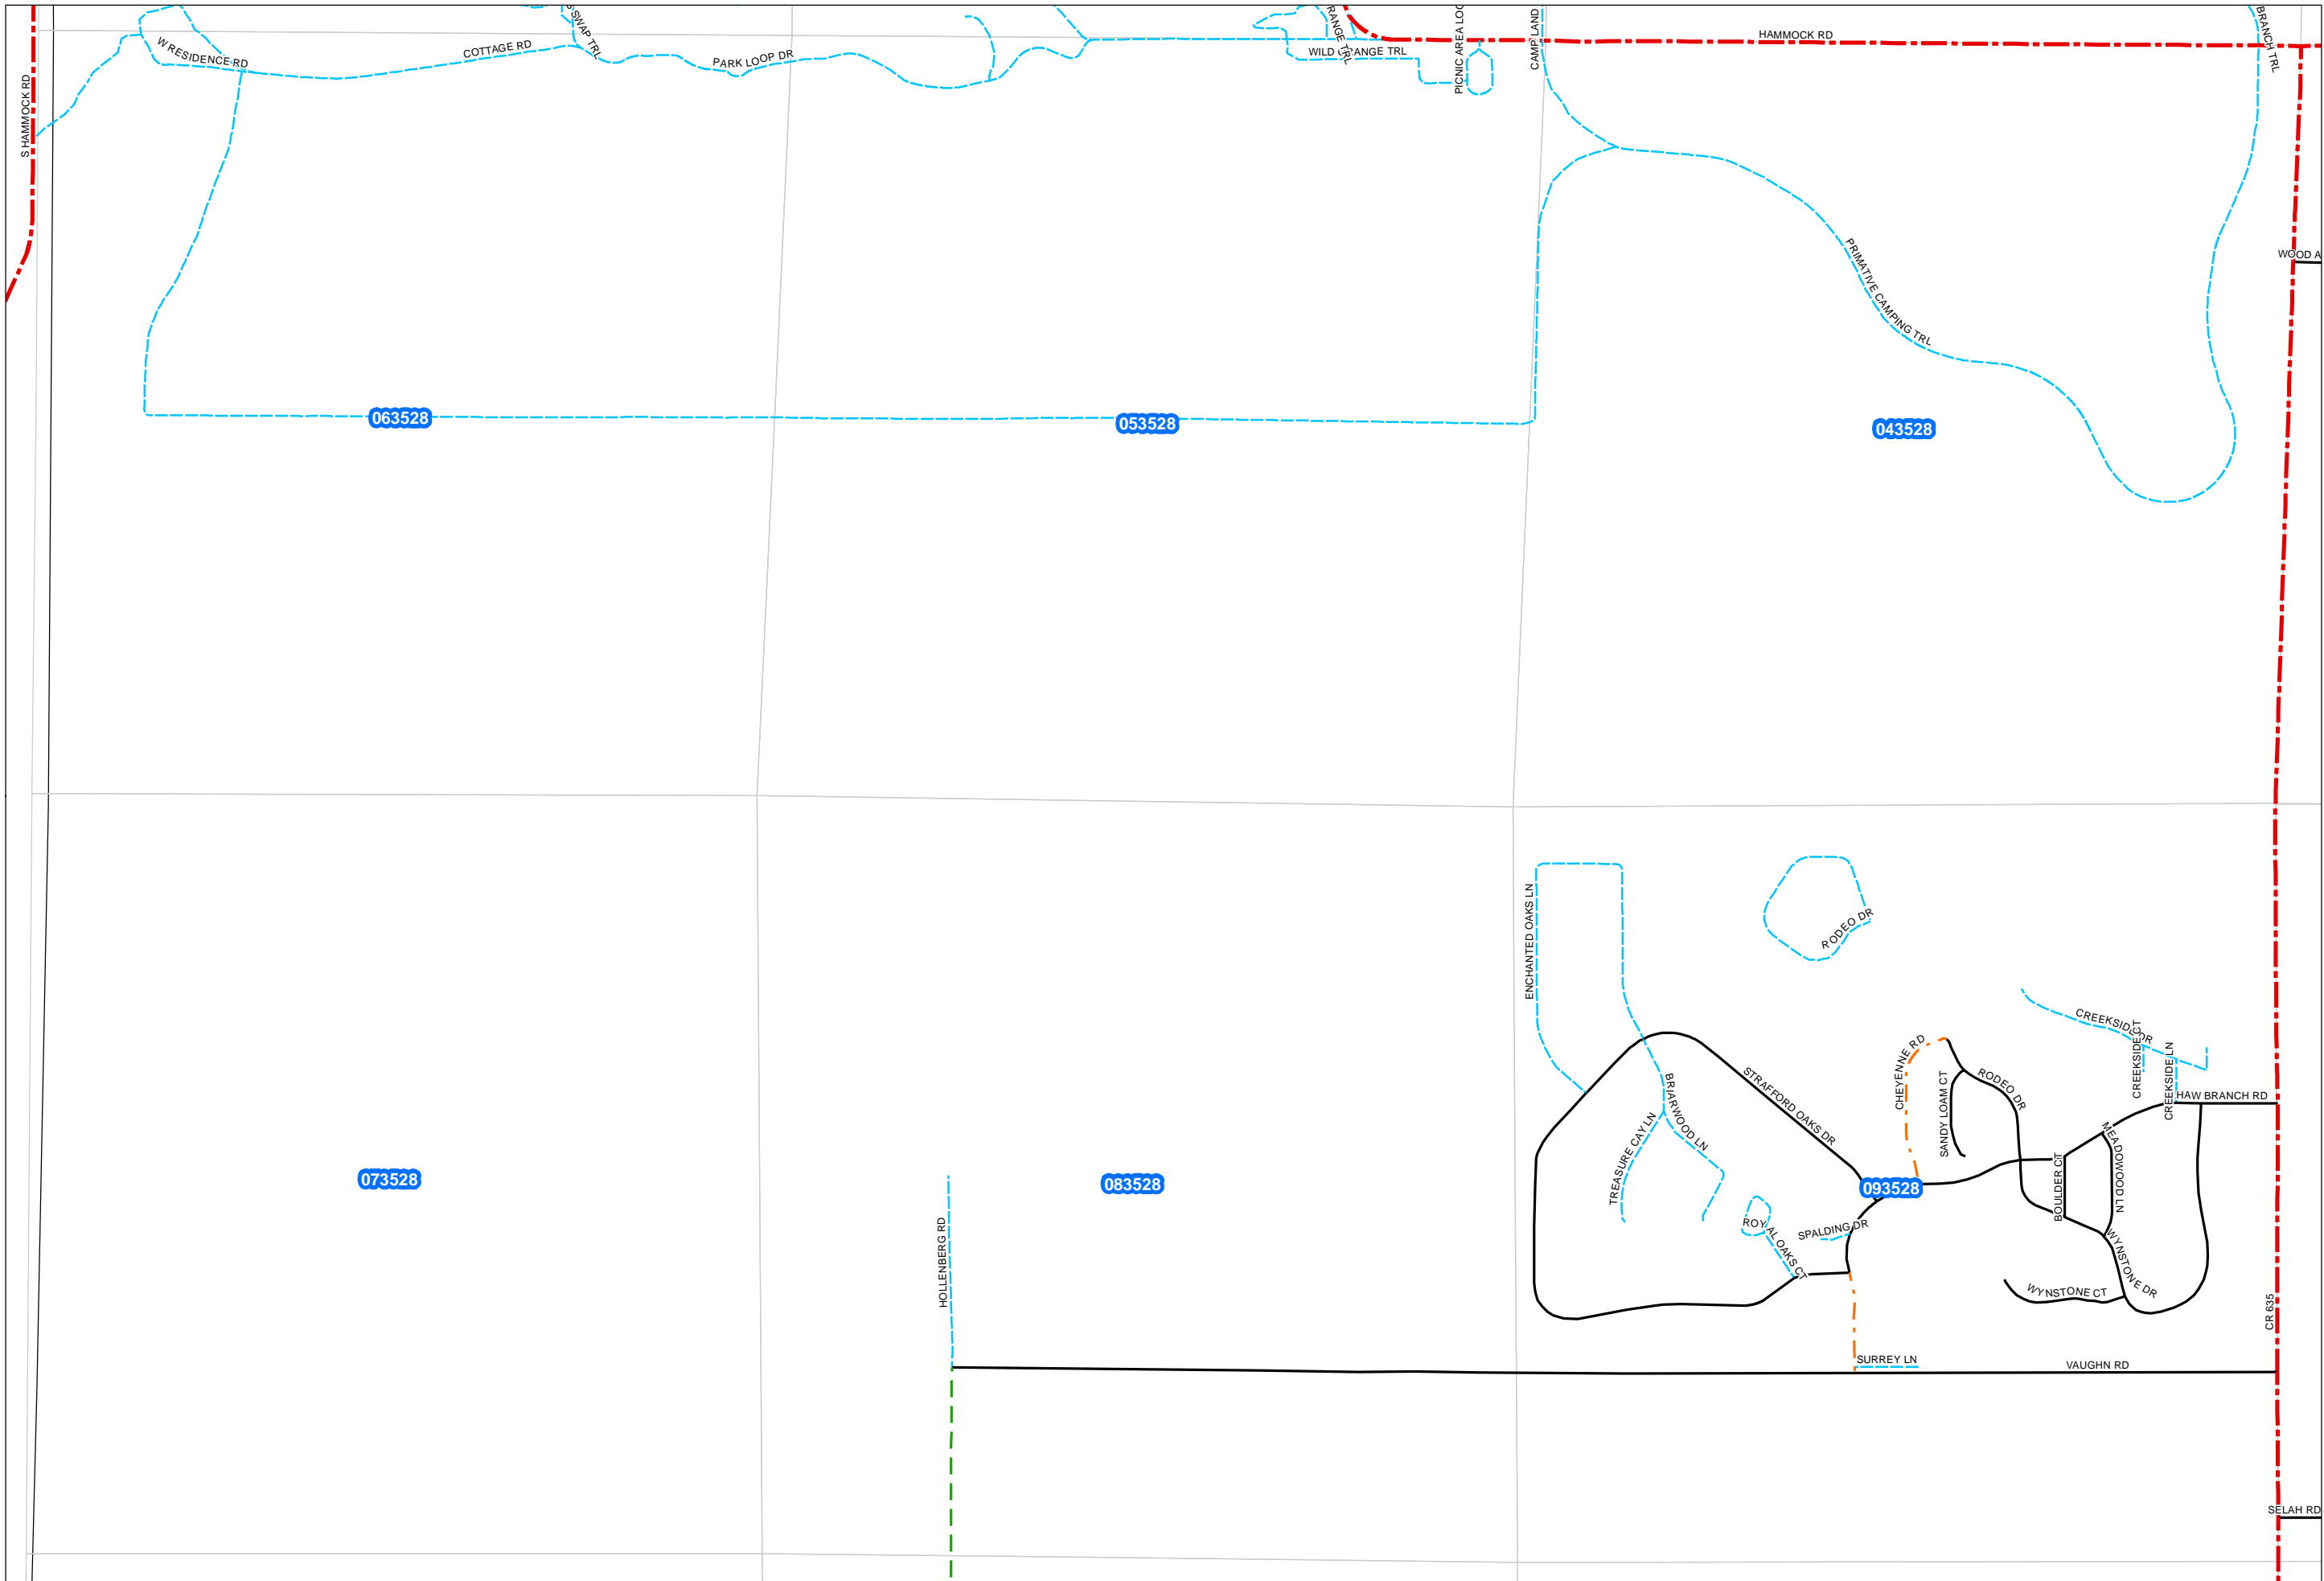 S HAMMOCK RD
W RESIDENCE RD
COTTAGE RD
SWAP TRL
PARK LOOP DR
WILD
ANGE TRL
RANGE TRL
PICNIC AREA LOO
CAMP LAND
HAMMOCK RD
BRANCH TRL
WOOD A
PRIMATIVE CAMPING TRL
063528
053528
043528
ENCHANTED OAKS LN
RODEO DR
CREEKSIDE DR
CREEKSIDE CT
CREEKSIDE LN
HAW BRANCH RD
CHEYENNE RD
SANDY LOAM CT
RODEO DR
STRAFFORD OAKS DR
BRIARWOOD LN
TREASURE CAY LN
MEADOWOOD LN
BOULDER CT
073528
083528
093528
ROYAL OAKS CT
SPALDING DR
HOLLENBERG RD
WYNSTONE DR
WYNSTONE CT
CR 635
SURREY LN
VAUGHN RD
SELAH RD